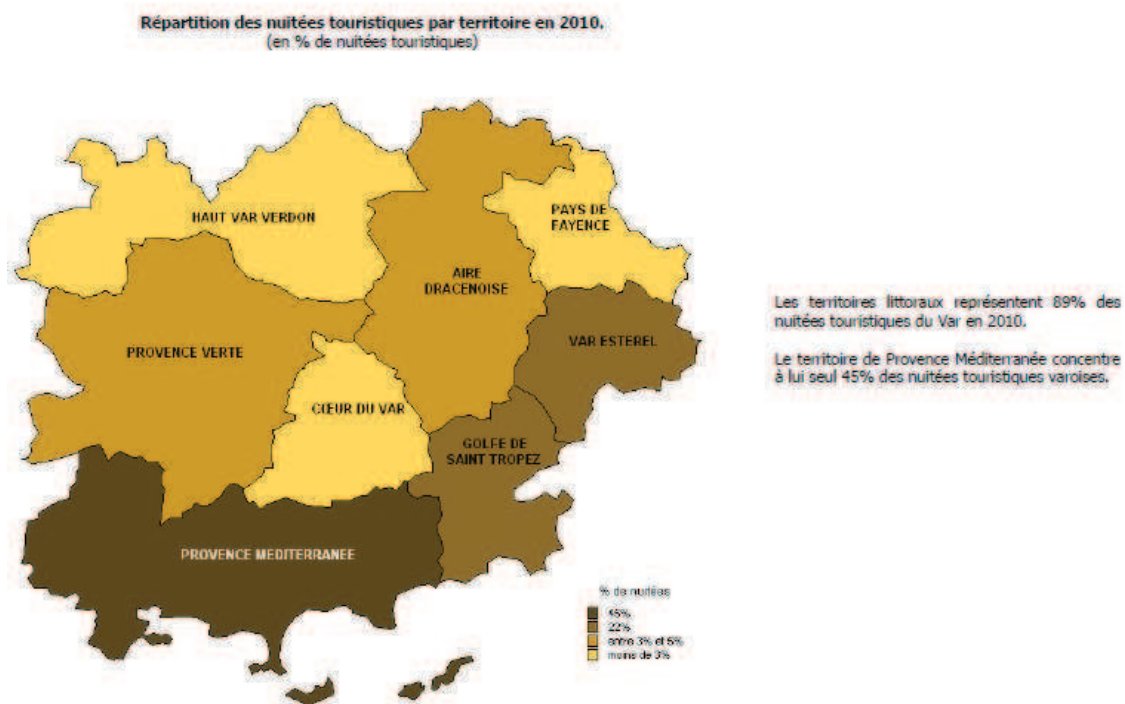 Répartition des nuitées touristiques par territoire en 2010.
(en % de nuitées touristiques)
HAUT VAR VERDON
PAYS DE
FAYENCE
AIRE
DRACENOISE
VAR ESTEREL
PROVENCE VERTE
CŒUR DU VAR
GOLFE DE
SAINT TROPEZ
PROVENCE MEDITERRANEE
Les territoires littoraux représentent 89% des
nuitées touristiques du Var en 2010.
Le territoire de Provence Méditerranée concentre
à lui seul 45% des nuitées touristiques varoises.
% de nuitées
45%
22%
entre 3% et 5%
moins de 3%